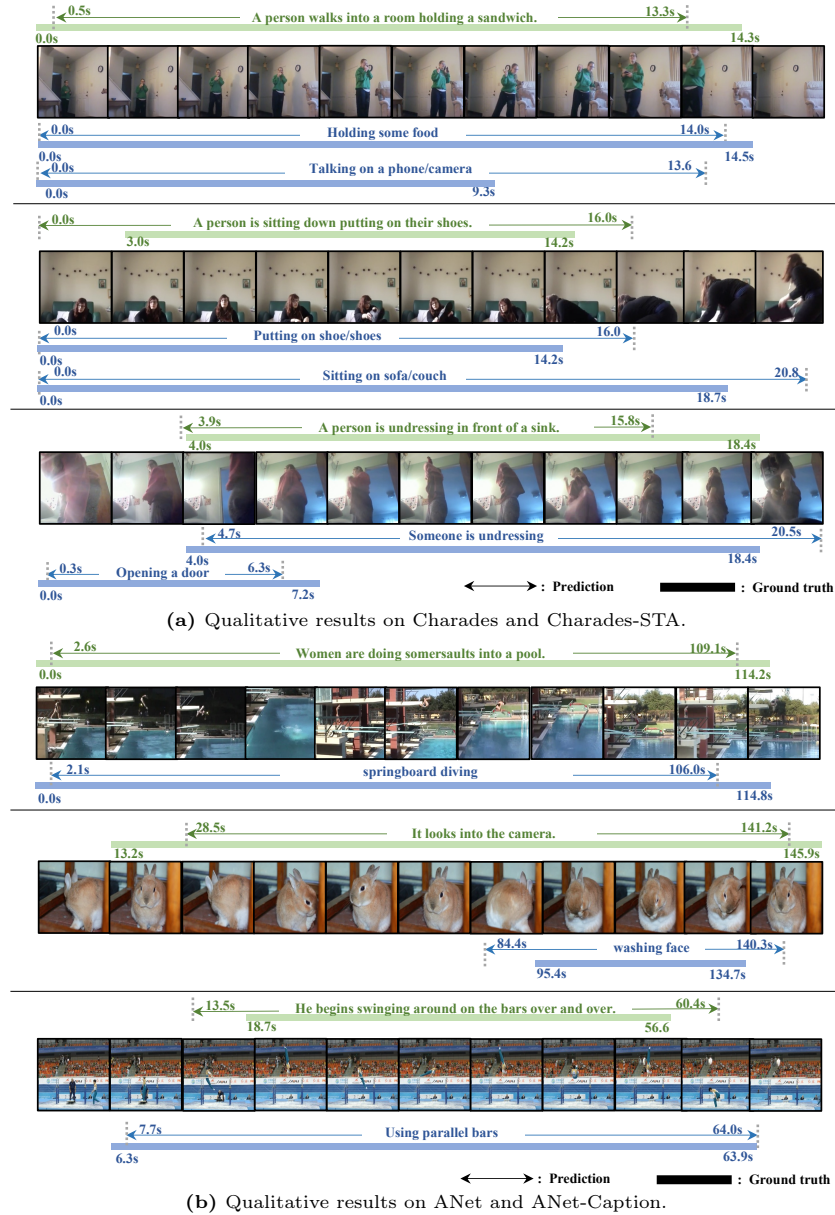 0.5s A person walks into a room holding a sandwich. 13.3s
0.0s 14.3s
0.0s Holding some food 14.0s
0.0s 14.5s
0.0s Talking on a phone/camera 13.6
0.0s 9.3s
0.0s A person is sitting down putting on their shoes. 16.0s
3.0s 14.2s
0.0s Putting on shoe/shoes 16.0
0.0s 14.2s
0.0s Sitting on sofa/couch 20.8
0.0s 18.7s
3.9s A person is undressing in front of a sink. 15.8s
4.0s 18.4s
4.7s Someone is undressing 20.5s
4.0s 18.4s
0.3s Opening a door 6.3s
0.0s 7.2s
: Prediction : Ground truth
(a) Qualitative results on Charades and Charades-STA.
2.6s Women are doing somersaults into a pool. 109.1s
0.0s 114.2s
2.1s springboard diving 106.0s
0.0s 114.8s
28.5s It looks into the camera. 141.2s
13.2s 145.9s
84.4s washing face 140.3s
95.4s 134.7s
13.5s He begins swinging around on the bars over and over. 60.4s
18.7s 56.6
7.7s Using parallel bars 64.0s
6.3s 63.9s
: Prediction : Ground truth
(b) Qualitative results on ANet and ANet-Caption.